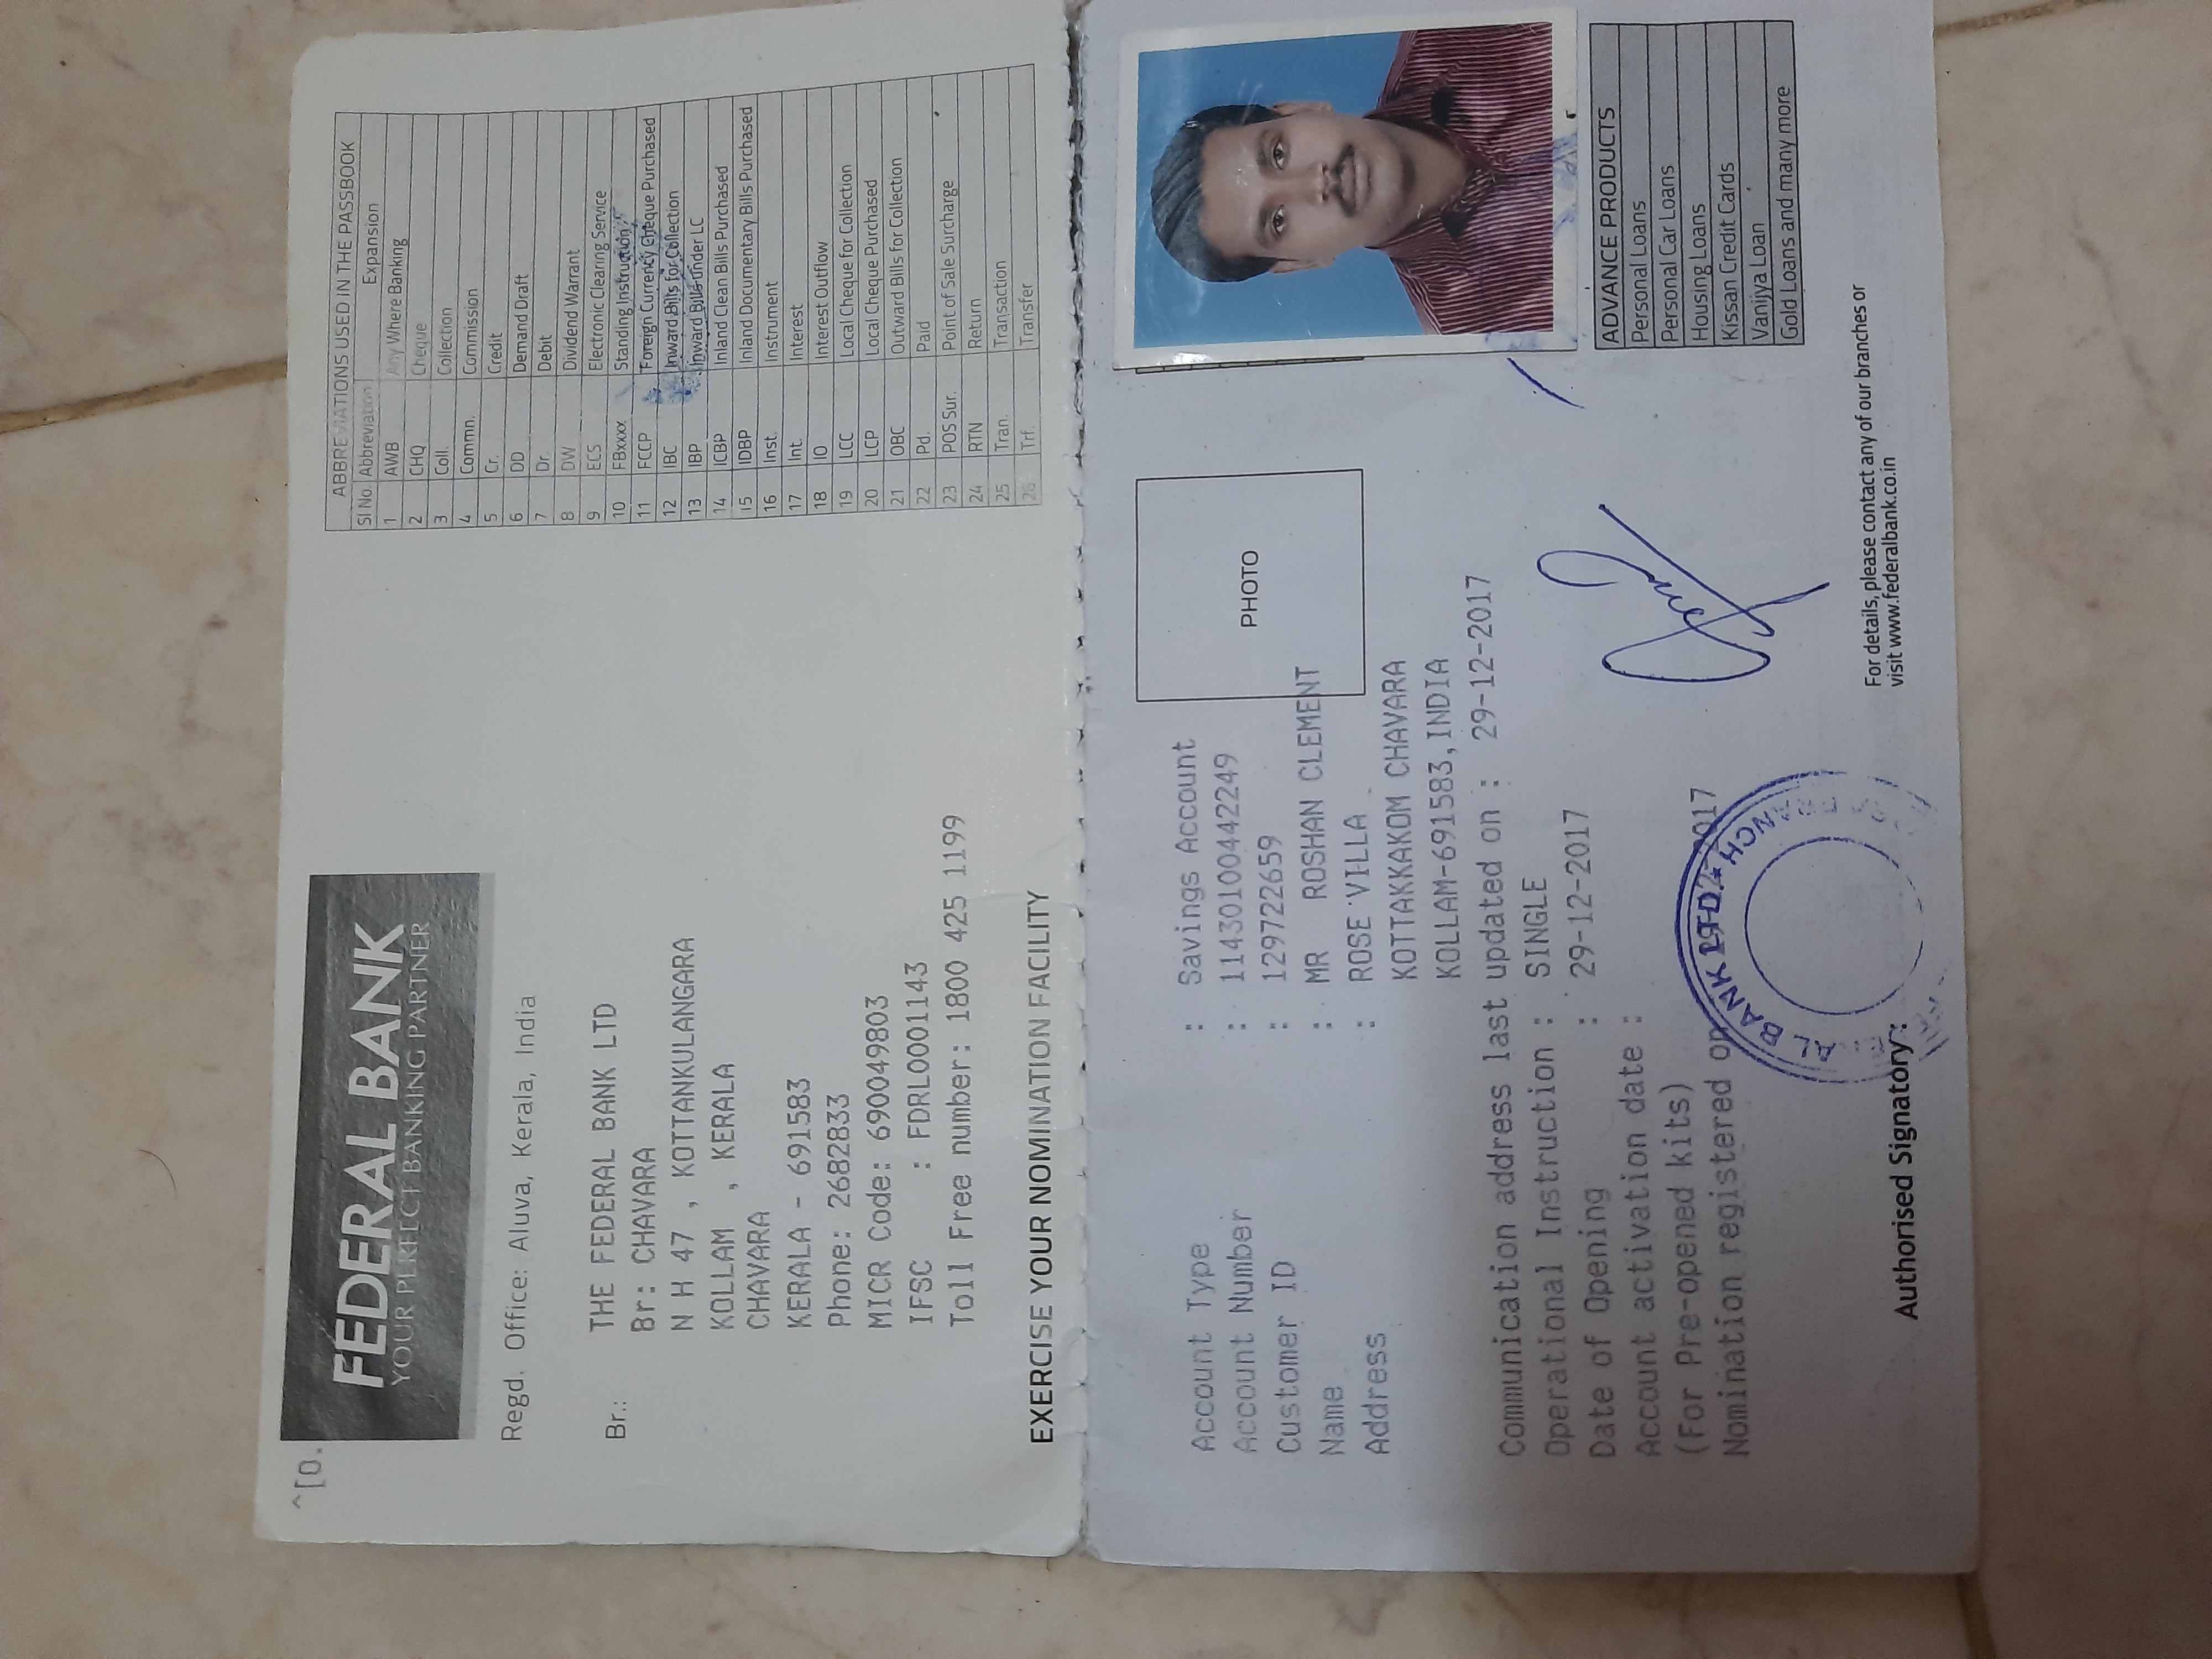 ^[0.
FEDERAL BANK
YOUR PERFECT BANKING PARTNER
Regd. Office: Aluva, Kerala, India
Br.: THE FEDERAL BANK LTD
Br: CHAVARA
N H 47 , KOTTANKULANGARA
KOLLAM , KERALA
CHAVARA
KERALA - 691583
Phone: 2682833
MICR Code: 690049803
IFSC : FDRL0001143
Toll Free number: 1800 425 1199
EXERCISE YOUR NOMINATION FACILITY
ABBREVIATIONS USED IN THE PASSBOOK
Sl No. Abbreviation Expansion
1 AWB Any Where Banking
2 CHQ Cheque
3 Coll. Collection
4 Commn. Commission
5 Cr. Credit
6 DD Demand Draft
7 Dr. Debit
8 DW Dividend Warrant
9 ECS Electronic Clearing Service
10 FBxxxx Standing Instruction
11 FCCP Foreign Currency Cheque Purchased
12 IBC Inward Bills for Collection
13 IBP Inward Bills under LC
14 ICBP Inland Clean Bills Purchased
15 IDBP Inland Documentary Bills Purchased
16 Inst. Instrument
17 Int. Interest
18 IO Interest Outflow
19 LCC Local Cheque for Collection
20 LCP Local Cheque Purchased
21 OBC Outward Bills for Collection
22 Pd. Paid
23 POS Sur. Point of Sale Surcharge
24 RTN Return
25 Tran. Transaction
26 Trf. Transfer
Account Type : Savings Account
Account Number : 11430100442249
Customer ID : 129722659
Name : MR ROSHAN CLEMENT
Address : ROSE VILLA
KOTTAKKAKOM CHAVARA
KOLLAM-691583,INDIA
Communication address last updated on : 29-12-2017
Operational Instruction : SINGLE
Date of Opening : 29-12-2017
Account activation date :
(For Pre-opened kits)
Nomination registered on 29-12-2017
PHOTO
AL BANK LTD. * BRANCH
Authorised Signatory :
ADVANCE PRODUCTS
Personal Loans
Personal Car Loans
Housing Loans
Kissan Credit Cards
Vanijya Loan
Gold Loans and many more
For details, please contact any of our branches or
visit www.federalbank.co.in